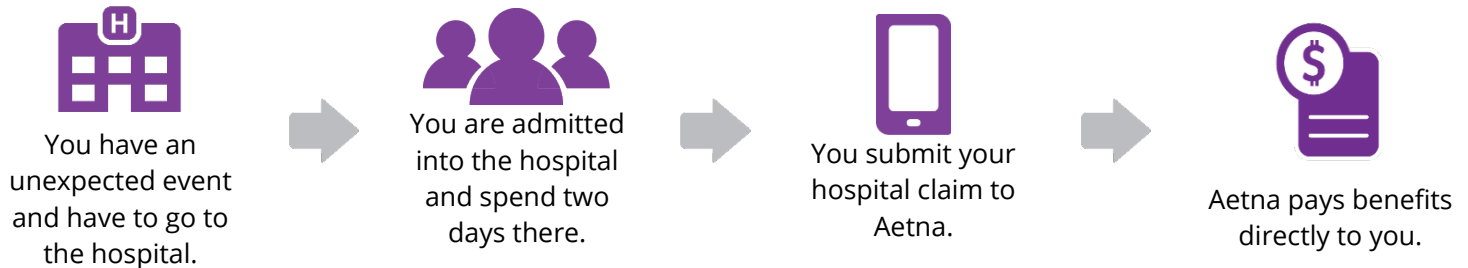 H
You have an
unexpected event
and have to go to
the hospital.
You are admitted
into the hospital
and spend two
days there.
You submit your
hospital claim to
Aetna.
$
Aetna pays benefits
directly to you.